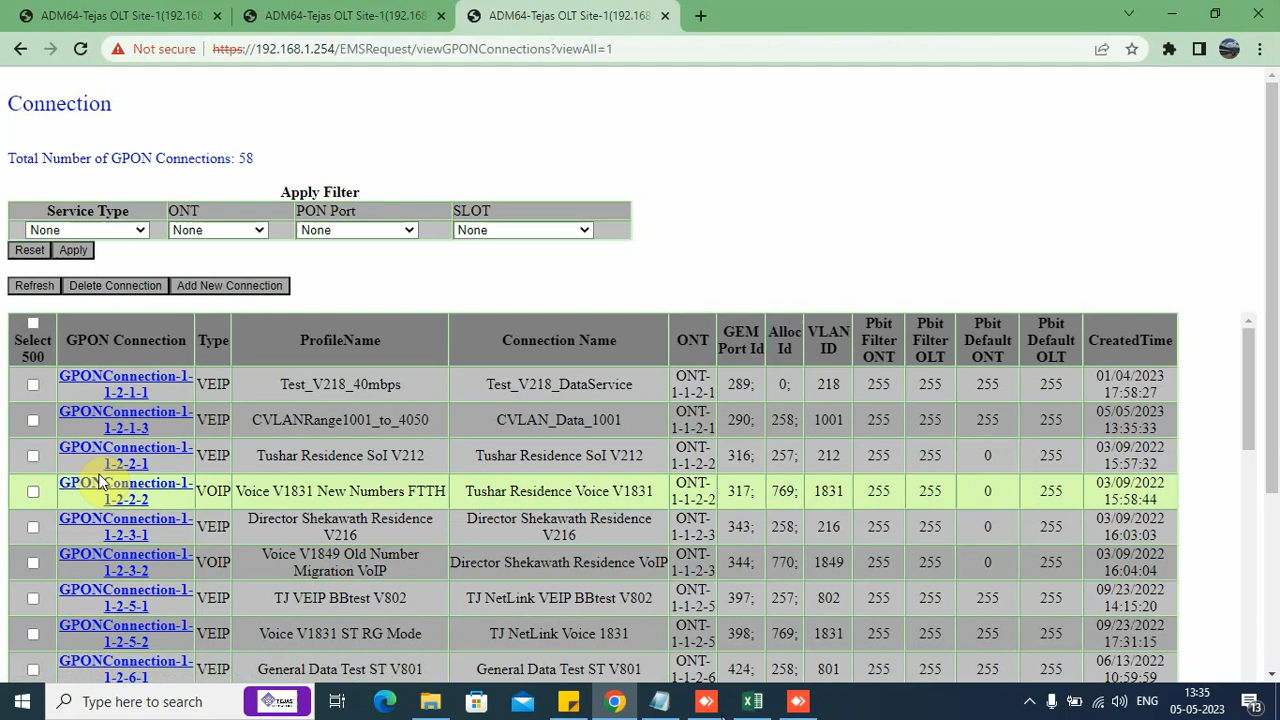 ADM64-Tejas OLT Site-1(192.168. ADM64-Tejas OLT Site-1(192.168. ADM64-Tejas OLT Site-1(192.168.
Not secure https://192.168.1.254/EMSRequest/viewGPONConnections?viewAll=1
Connection
Total Number of GPON Connections: 58
Apply Filter
Service Type ONT PON Port SLOT
None None None None
Reset Apply
Refresh Delete Connection Add New Connection
Select 500 GPON Connection Type ProfileName Connection Name ONT GEM Port Id Alloc Id VLAN ID Pbit Filter ONT Pbit Filter OLT Pbit Default ONT Pbit Default OLT CreatedTime
GPONConnection-1-1-2-1-1 VEIP Test_V218_40mbps Test_V218_DataService ONT-1-1-2-1 289; 0; 218 255 255 255 255 01/04/2023 17:58:27
GPONConnection-1-1-2-1-3 VEIP CVLANRange1001_to_4050 CVLAN_Data_1001 ONT-1-1-2-1 290; 258; 1001 255 255 255 255 05/05/2023 13:35:33
GPONConnection-1-1-2-2-1 VEIP Tushar Residence SoI V212 Tushar Residence SoI V212 ONT-1-1-2-2 316; 257; 212 255 255 0 255 03/09/2022 15:57:32
GPONConnection-1-1-2-2-2 VOIP Voice V1831 New Numbers FTTH Tushar Residence Voice V1831 ONT-1-1-2-2 317; 769; 1831 255 255 0 255 03/09/2022 15:58:44
GPONConnection-1-1-2-3-1 VEIP Director Shekawath Residence V216 Director Shekawath Residence V216 ONT-1-1-2-3 343; 258; 216 255 255 0 255 03/09/2022 16:03:03
GPONConnection-1-1-2-3-2 VOIP Voice V1849 Old Number Migration VoIP Director Shekawath Residence VoIP ONT-1-1-2-3 344; 770; 1849 255 255 0 255 03/09/2022 16:04:04
GPONConnection-1-1-2-5-1 VEIP TJ VEIP BBtest V802 TJ NetLink VEIP BBtest V802 ONT-1-1-2-5 397; 257; 802 255 255 255 255 09/23/2022 14:15:20
GPONConnection-1-1-2-5-2 VEIP Voice V1831 ST RG Mode TJ NetLink Voice 1831 ONT-1-1-2-5 398; 769; 1831 255 255 255 255 09/23/2022 17:31:15
GPONConnection-1-1-2-6-1 VEIP General Data Test ST V801 General Data Test ST V801 ONT-1-1-2-6 424; 258; 801 255 255 255 255 06/13/2022 10:59:59
Type here to search TEJAS ENG 13:35 05-05-2023 13